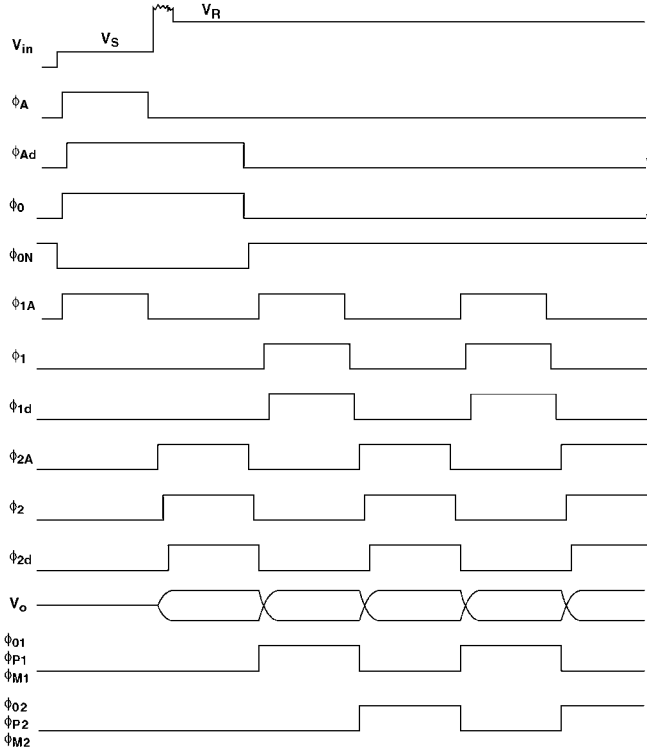 V_R
V_S
V_in
ϕ_A
ϕ_Ad
ϕ_0
ϕ_0N
ϕ_1A
ϕ_1
ϕ_1d
ϕ_2A
ϕ_2
ϕ_2d
V_o
ϕ_01
ϕ_P1
ϕ_M1
ϕ_02
ϕ_P2
ϕ_M2